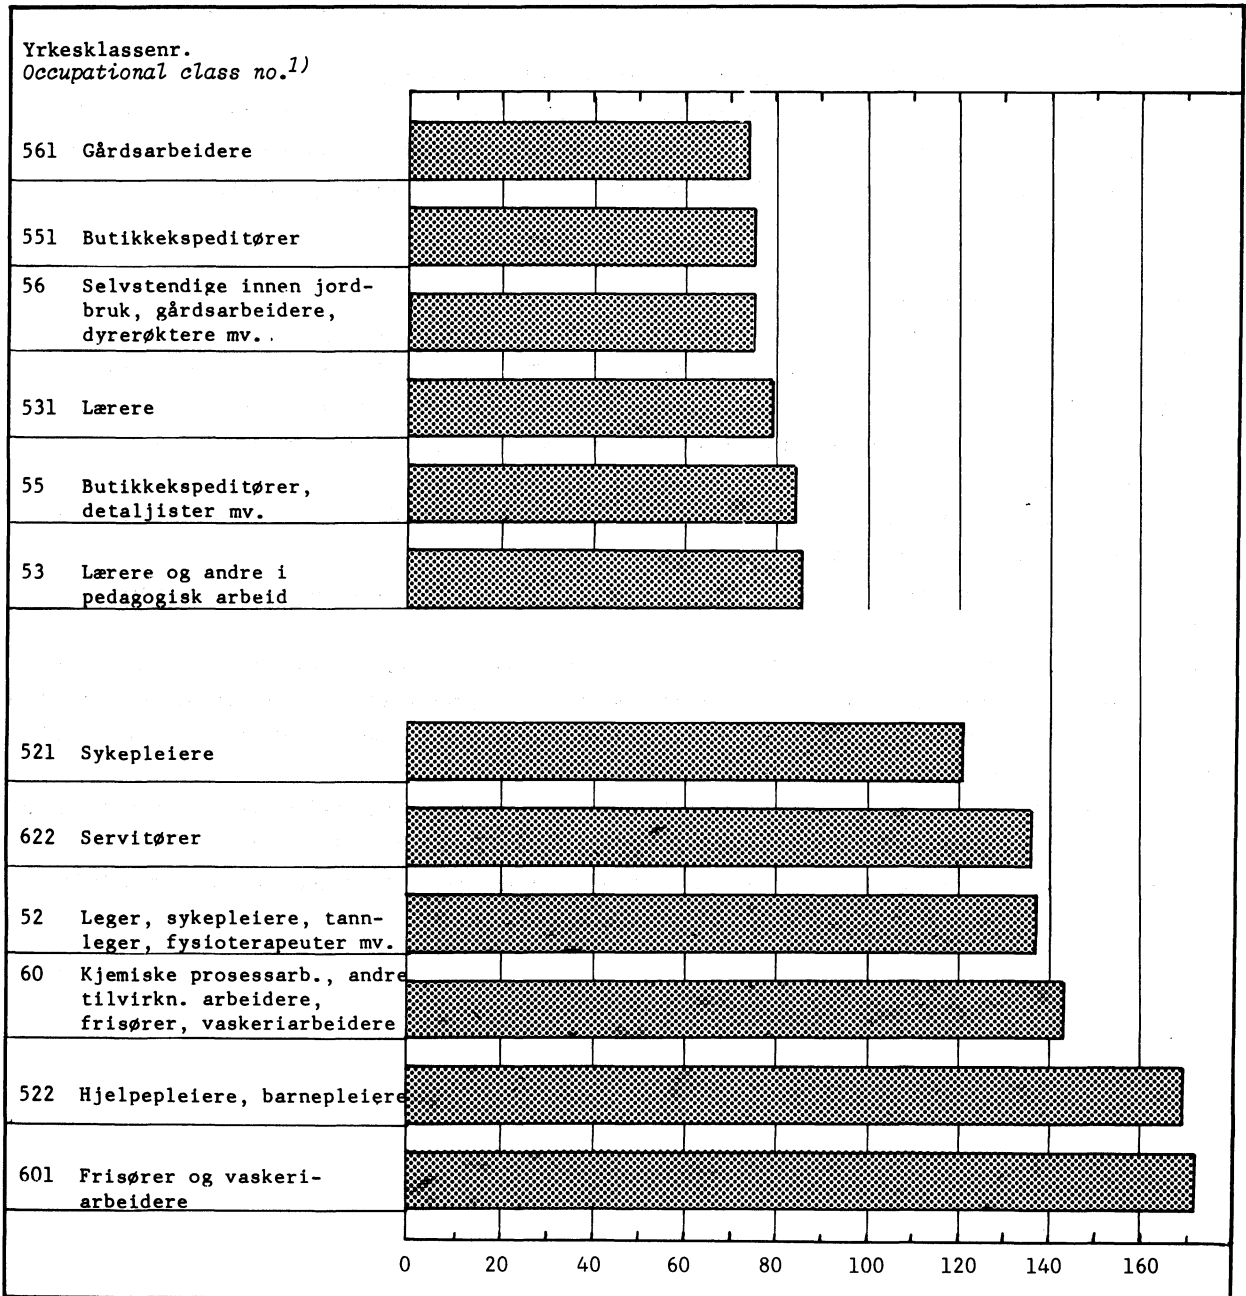 Yrkesklassenr.
Occupational class no.1)
561 Gårdsarbeidere
551 Butikkekspeditører
56 Selvstendige innen jord-
bruk, gårdsarbeidere,
dyrerøktere mv.
531 Lærere
55 Butikkekspeditører,
detaljister mv.
53 Lærere og andre i
pedagogisk arbeid
521 Sykepleiere
622 Servitører
52 Leger, sykepleiere, tann-
leger, fysioterapeuter mv.
60 Kjemiske prosessarb., andre
tilvirkn. arbeidere,
frisører, vaskeriarbeidere
522 Hjelpepleiere, barnepleiere
601 Frisører og vaskeri-
arbeidere
0 20 40 60 80 100 120 140 160